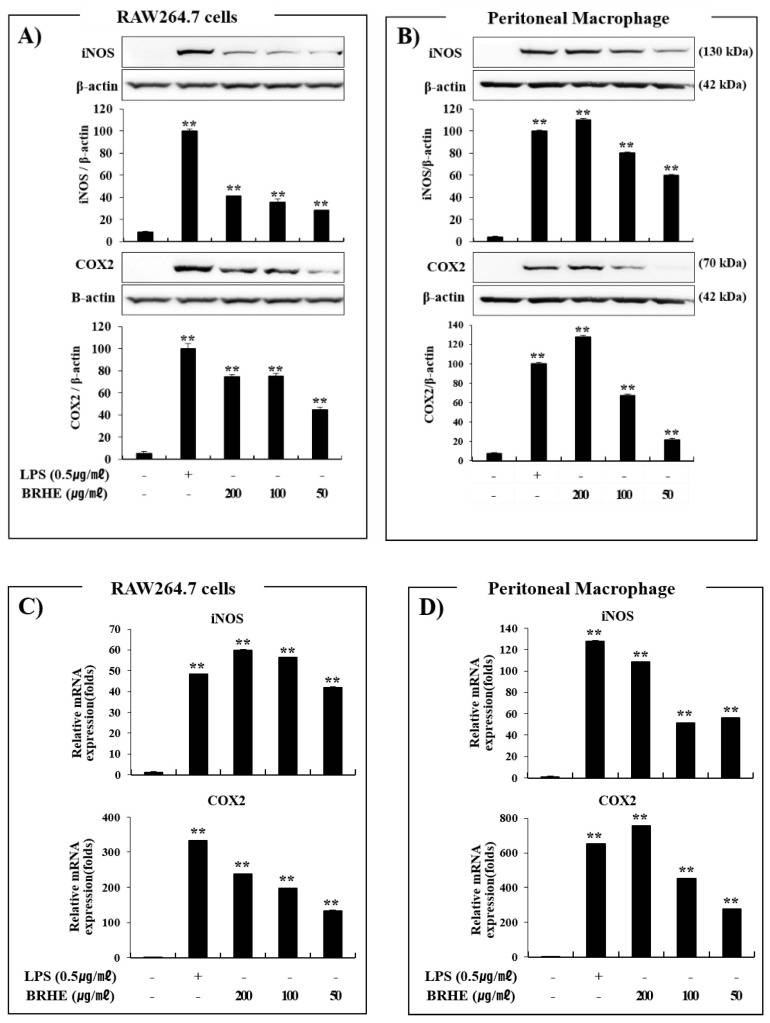 RAW264.7 cells
A)
iNOS
β-actin
iNOS / β-actin
120
100
80
60
40
20
0
**
**
**
**
COX2
B-actin
COX2 / β-actin
120
100
80
60
40
20
0
**
**
**
**
LPS (0.5㎍/㎖) - + - - -
BRHE (㎍/㎖) - - 200 100 50
Peritoneal Macrophage
B)
iNOS (130 kDa)
β-actin (42 kDa)
iNOS/β-actin
120
100
80
60
40
20
0
**
**
**
**
COX2 (70 kDa)
β-actin (42 kDa)
COX2/β-actin
140
120
100
80
60
40
20
0
**
**
**
**
- + - - -
- - 200 100 50
RAW264.7 cells
C)
iNOS
Relative mRNA
expression(folds)
70
60
50
40
30
20
10
0
**
**
**
**
COX2
Relative mRNA
expression(folds)
400
300
200
100
0
**
**
**
**
LPS (0.5㎍/㎖) - + - - -
BRHE (㎍/㎖) - - 200 100 50
Peritoneal Macrophage
D)
iNOS
Relative mRNA
expression(folds)
140
120
100
80
60
40
20
0
**
**
**
**
COX2
Relative mRNA
expression(folds)
800
600
400
200
0
**
**
**
**
LPS (0.5㎍/㎖) - + - - -
BRHE (㎍/㎖) - - 200 100 50